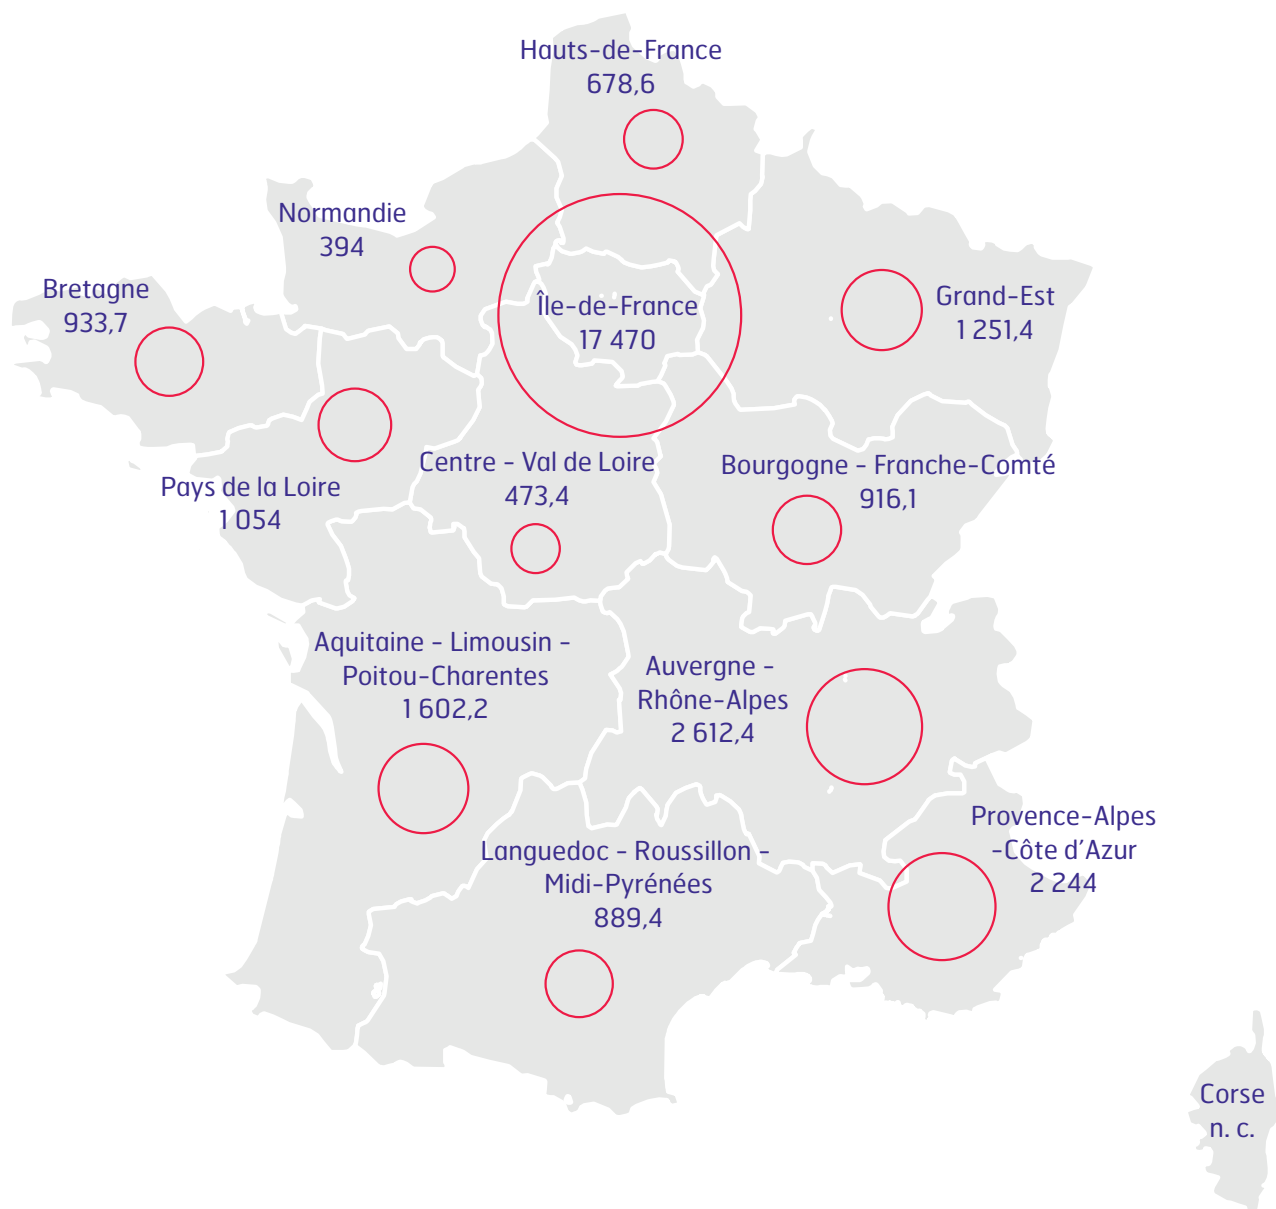 Hauts-de-France
678,6
Normandie
394
Bretagne
933,7
Île-de-France
17 470
Grand-Est
1 251,4
Pays de la Loire
1 054
Centre - Val de Loire
473,4
Bourgogne - Franche-Comté
916,1
Aquitaine - Limousin -
Poitou-Charentes
1 602,2
Auvergne -
Rhône-Alpes
2 612,4
Languedoc - Roussillon -
Midi-Pyrénées
889,4
Provence-Alpes
-Côte d'Azur
2 244
Corse
n. c.